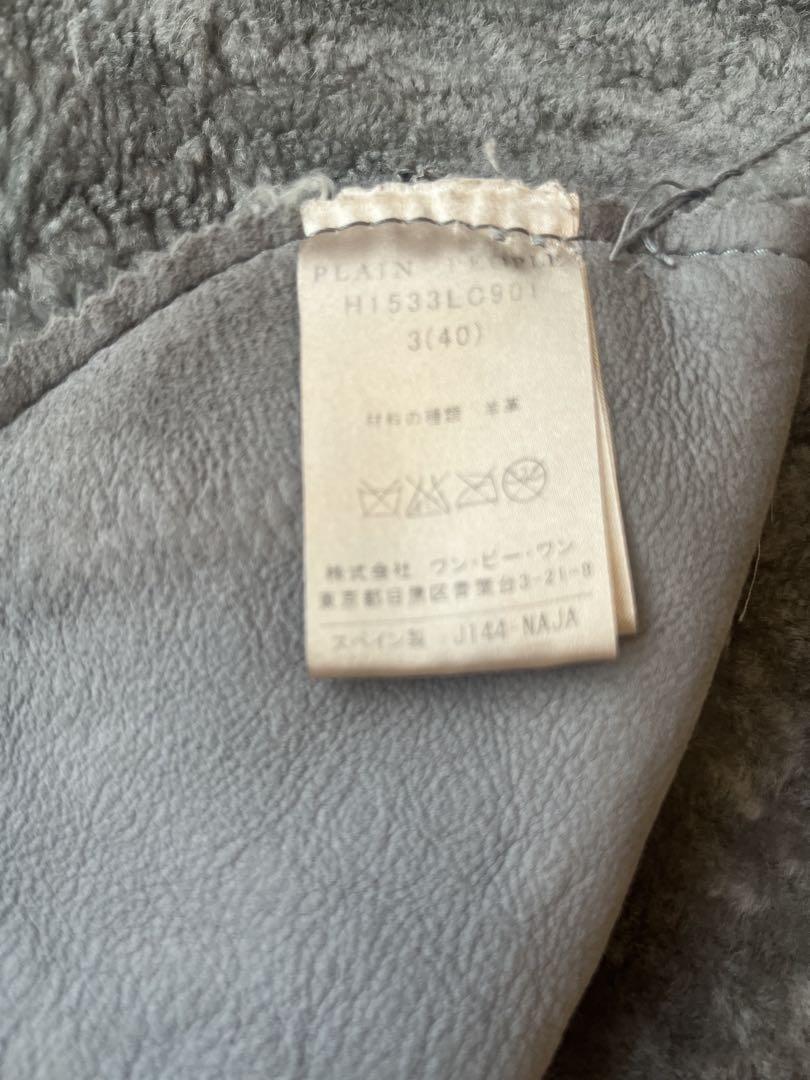 PLAIN PEOPLE
H1533LC901
3(40)
材料の種類 羊革
株式会社 ワン・ビー・ワン
東京都目黒区青葉台3-21-8
スペイン製 J144-NAJA